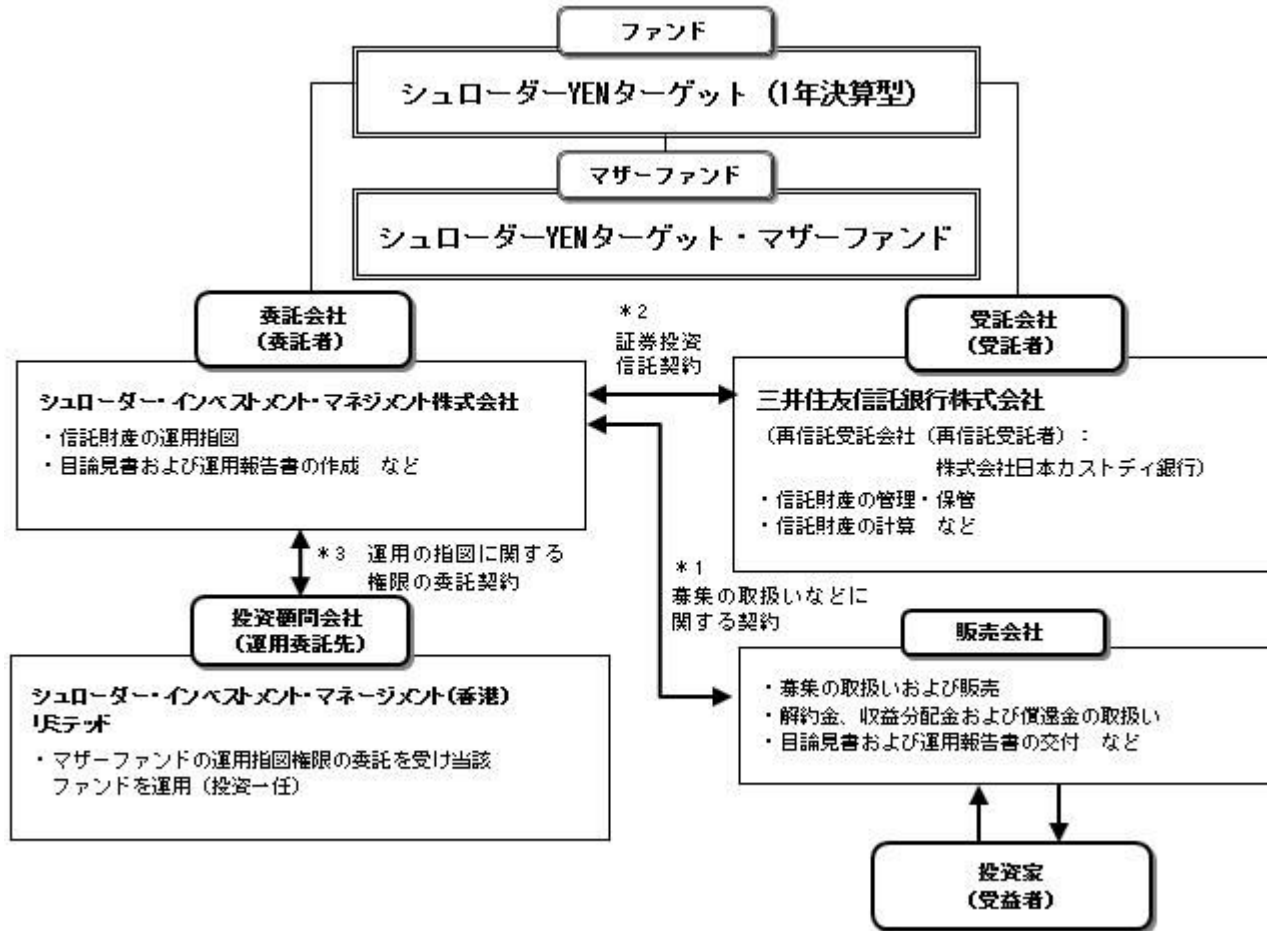 ファンド
シュローダーYENターゲット（1年決算型）
マザーファンド
シュローダーYENターゲット・マザーファンド
委託会社
（委託者）
シュローダー・インベストメント・マネジメント株式会社
・信託財産の運用指図
・目論見書および運用報告書の作成　など
＊2
証券投資
信託契約
受託会社
（受託者）
三井住友信託銀行株式会社
（再信託受託会社（再信託受託者）：
株式会社日本カストディ銀行）
・信託財産の管理・保管
・信託財産の計算　など
＊3　運用の指図に関する
権限の委託契約
＊1
募集の取扱いなどに
関する契約
投資顧問会社
（運用委託先）
シュローダー・インベストメント・マネージメント（香港）
リミテッド
・マザーファンドの運用指図権限の委託を受け当該
ファンドを運用（投資一任）
販売会社
・募集の取扱いおよび販売
・解約金、収益分配金および償還金の取扱い
・目論見書および運用報告書の交付　など
投資家
（受益者）